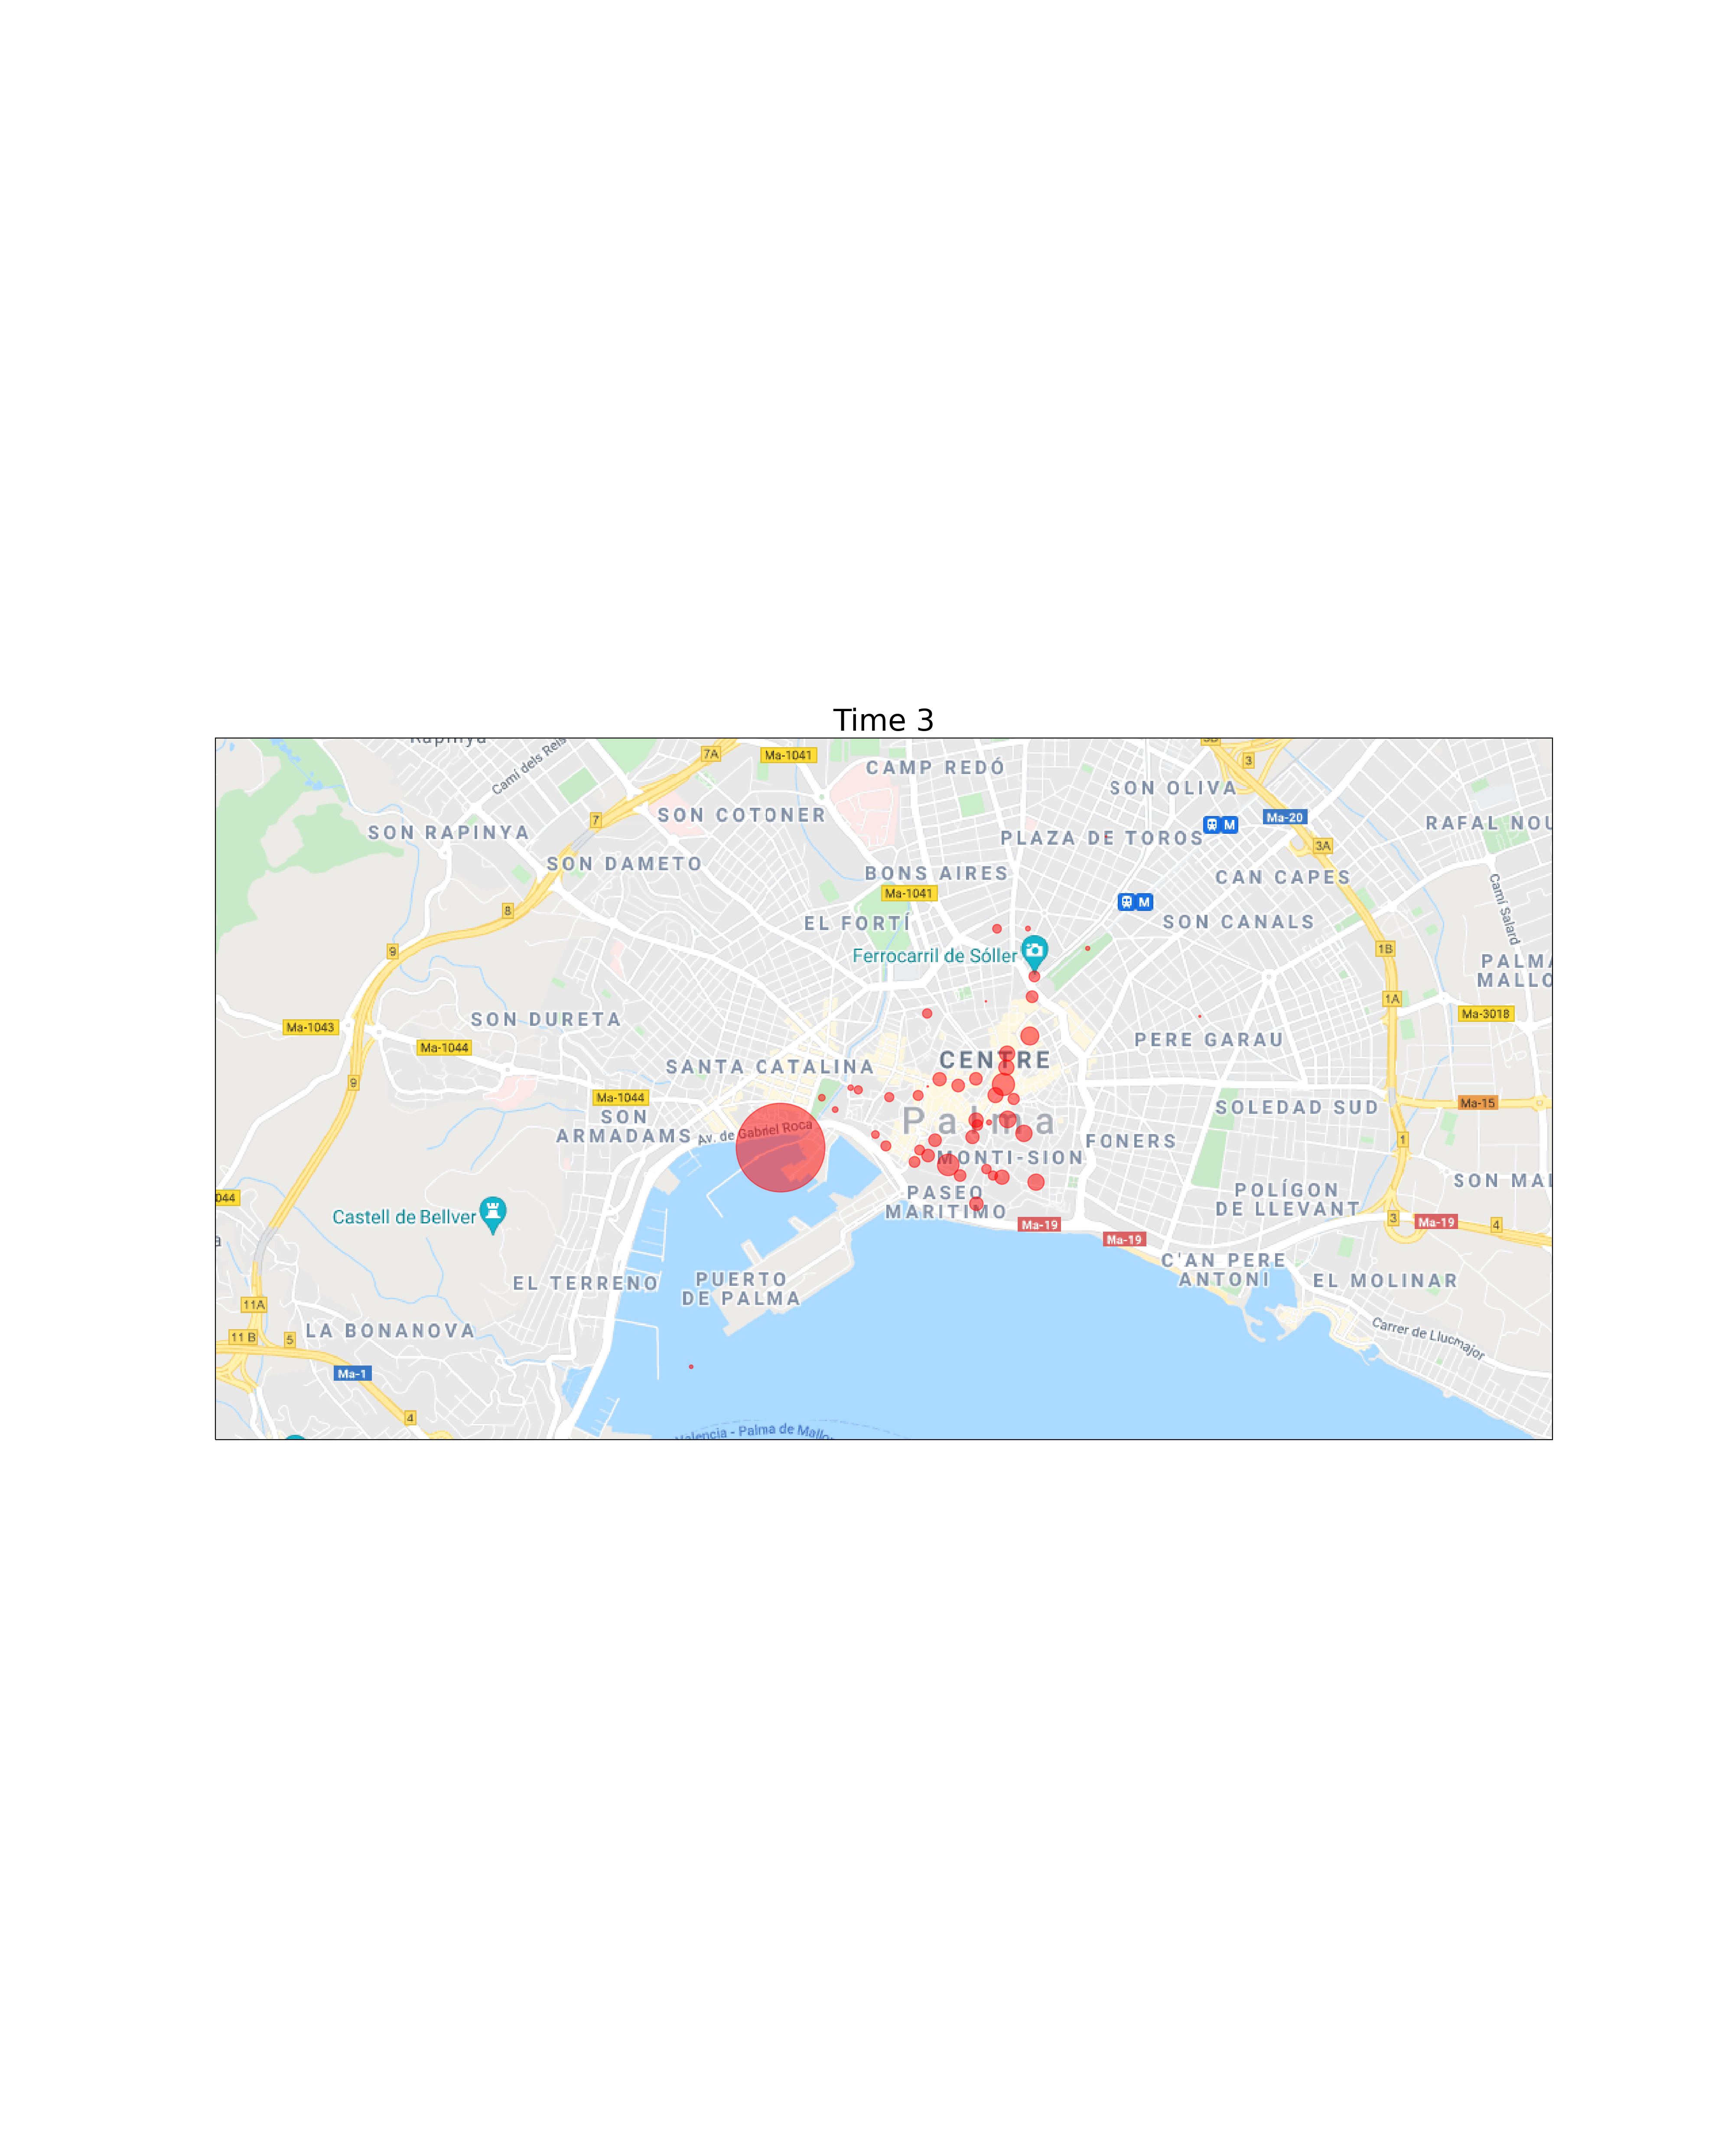 Time 3
Rapinya
Camí dels Reis
7A
Ma-1041
CAMP REDÓ
3B
3
SON OLIVA
SON RAPINYA
7
SON COTONER
PLAZA DE TOROS
M
Ma-20
RAFAL NOU
3A
SON DAMETO
BONS AIRES
Ma-1041
CAN CAPES
Camí Salard
8
EL FORTÍ
M
SON CANALS
9
Ferrocarril de Sóller
1B
PALMA
MALLO
1A
Ma-1043
SON DURETA
Ma-3018
Ma-1044
PERE GARAU
9
SANTA CATALINA
CENTRE
Ma-1044
SON
ARMADAMS
Av. de Gabriel Roca
Palma
SOLEDAD SUD
Ma-15
FONERS
1
MONTI-SION
044
PASEO
MARITIMO
POLÍGON
DE LLEVANT
SON MAI
Castell de Bellver
Ma-19
Ma-19
3
Ma-19
4
a
C'AN PERE
ANTONI
EL TERRENO
PUERTO
DE PALMA
EL MOLINAR
11A
11 B
5
LA BONANOVA
Carrer de Llucmajor
Ma-1
4
Valencia - Palma de Mallor